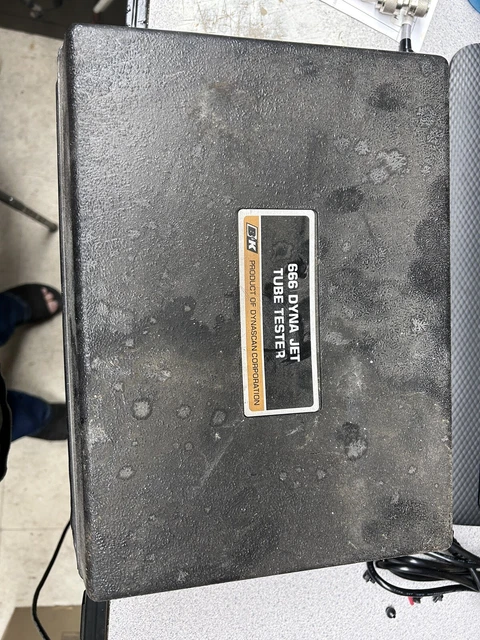 666 DYNA JET
TUBE TESTER
B&K PRODUCT OF DYNASCAN CORPORATION